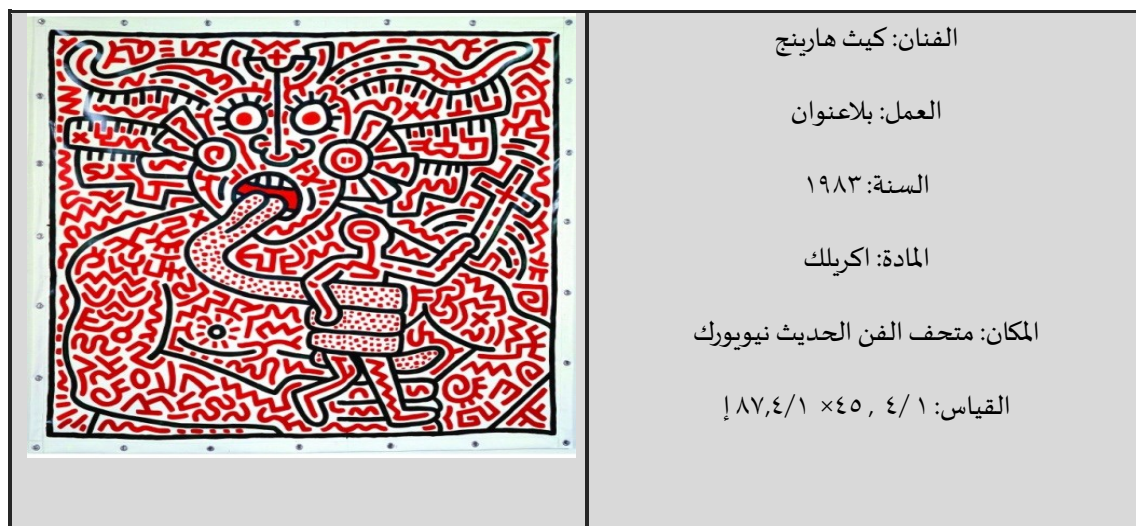 الفنان: كيث هارينج
العمل: بلاعنوان
السنة: ١٩٨٣
المادة: اكريلك
المكان: متحف الفن الحديث نيويورك
القياس: ١ /٤ , ٤٥× ٨٧,٤/١ إ